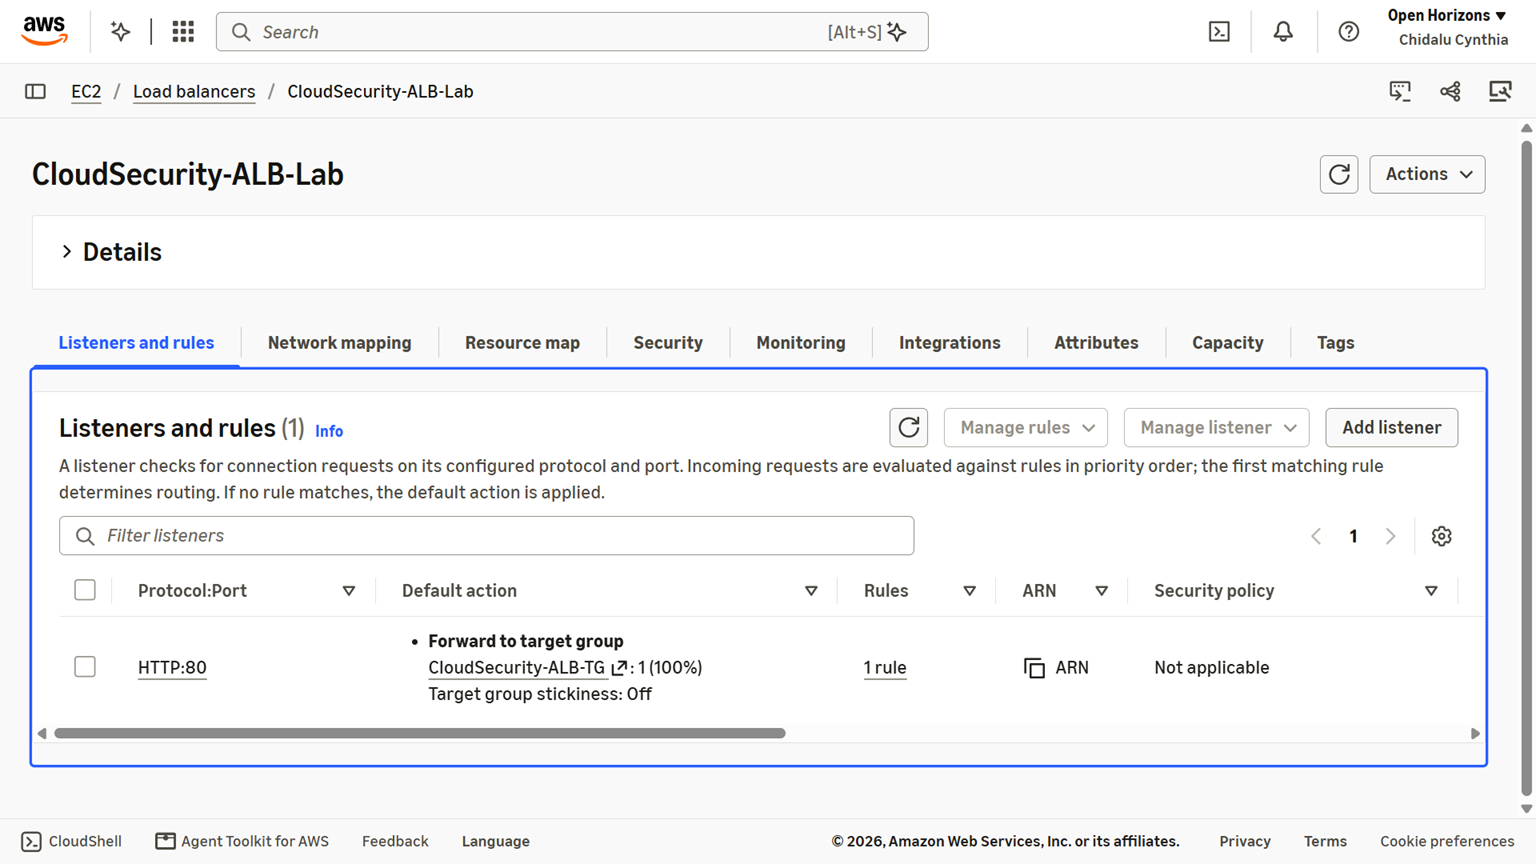 aws
Search [Alt+S]
Open Horizons
Chidalu Cynthia
EC2 / Load balancers / CloudSecurity-ALB-Lab
CloudSecurity-ALB-Lab
Actions
Details
Listeners and rules
Network mapping
Resource map
Security
Monitoring
Integrations
Attributes
Capacity
Tags
Listeners and rules (1) Info
Manage rules
Manage listener
Add listener
A listener checks for connection requests on its configured protocol and port. Incoming requests are evaluated against rules in priority order; the first matching rule
determines routing. If no rule matches, the default action is applied.
Filter listeners
1
Protocol:Port
Default action
Rules
ARN
Security policy
HTTP:80
• Forward to target group
CloudSecurity-ALB-TG : 1 (100%)
Target group stickiness: Off
1 rule
ARN
Not applicable
CloudShell
Agent Toolkit for AWS
Feedback
Language
© 2026, Amazon Web Services, Inc. or its affiliates.
Privacy
Terms
Cookie preferences